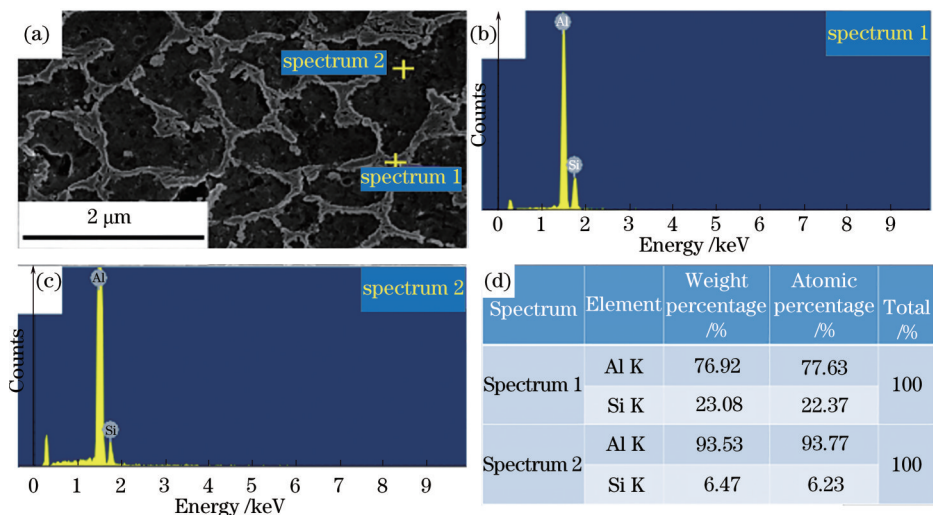 (a)
spectrum 2
spectrum 1
2 μm
(b)
spectrum 1
Al
Si
Counts
0 1 2 3 4 5 6 7 8 9
Energy /keV
(c)
spectrum 2
Al
Si
Counts
0 1 2 3 4 5 6 7 8 9
Energy /keV
(d)
Spectrum Element Weight percentage /% Atomic percentage /% Total /%
Spectrum 1 Al K 76.92 77.63 100
Si K 23.08 22.37
Spectrum 2 Al K 93.53 93.77 100
Si K 6.47 6.23